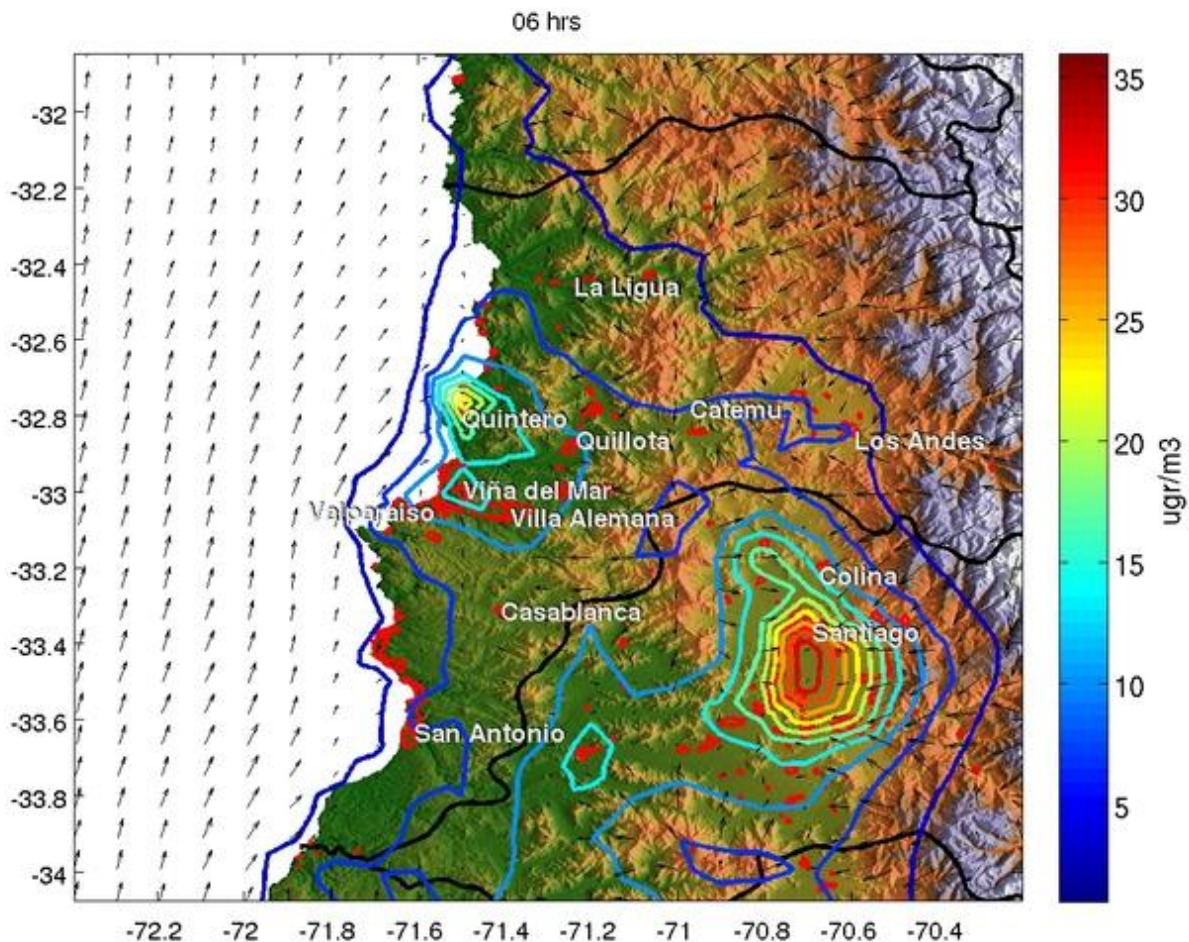 06 hrs
-32
-32.2
-32.4
-32.6
-32.8
-33
-33.2
-33.4
-33.6
-33.8
-34
La Ligua
Quintero
Catemu
Quillota
Los Andes
Viña del Mar
Valparaiso
Villa Alemana
Colina
Casablanca
Santiago
San Antonio
-72.2 -72 -71.8 -71.6 -71.4 -71.2 -71 -70.8 -70.6 -70.4
35
30
25
20
15
10
5
ugr/m3